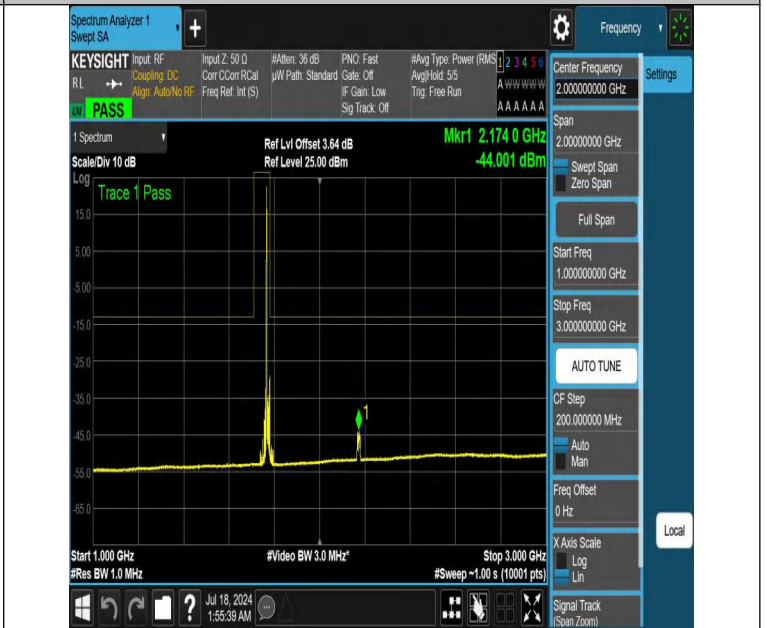 Spectrum Analyzer 1
Swept SA
+
Frequency
KEYSIGHT
RL
PASS
Input: RF
Coupling: DC
Align: Auto/No RF
Input Z: 50 Ω
Corr CCorr RCal
Freq Ref: Int (S)
#Atten: 36 dB
µW Path: Standard
PNO: Fast
Gate: Off
IF Gain: Low
Sig Track: Off
#Avg Type: Power (RMS
Avg|Hold: 5/5
Trig: Free Run
1 2 3 4 5 6
A W W W W W
A A A A A A
Center Frequency
2.000000000 GHz
Settings
Span
2.00000000 GHz
Swept Span
Zero Span
Full Span
Start Freq
1.000000000 GHz
Stop Freq
3.000000000 GHz
AUTO TUNE
CF Step
200.000000 MHz
Auto
Man
Freq Offset
0 Hz
X Axis Scale
Log
Lin
Signal Track
(Span Zoom)
Local
1 Spectrum
Scale/Div 10 dB
Ref Lvl Offset 3.64 dB
Ref Level 25.00 dBm
Mkr1 2.174 0 GHz
-44.001 dBm
Log
Trace 1 Pass
15.0
5.00
-5.00
-15.0
-25.0
-35.0
-45.0
-55.0
-65.0
1
Start 1.000 GHz
#Res BW 1.0 MHz
#Video BW 3.0 MHz*
Stop 3.000 GHz
#Sweep ~1.00 s (10001 pts)
?
Jul 18, 2024
1:55:39 AM